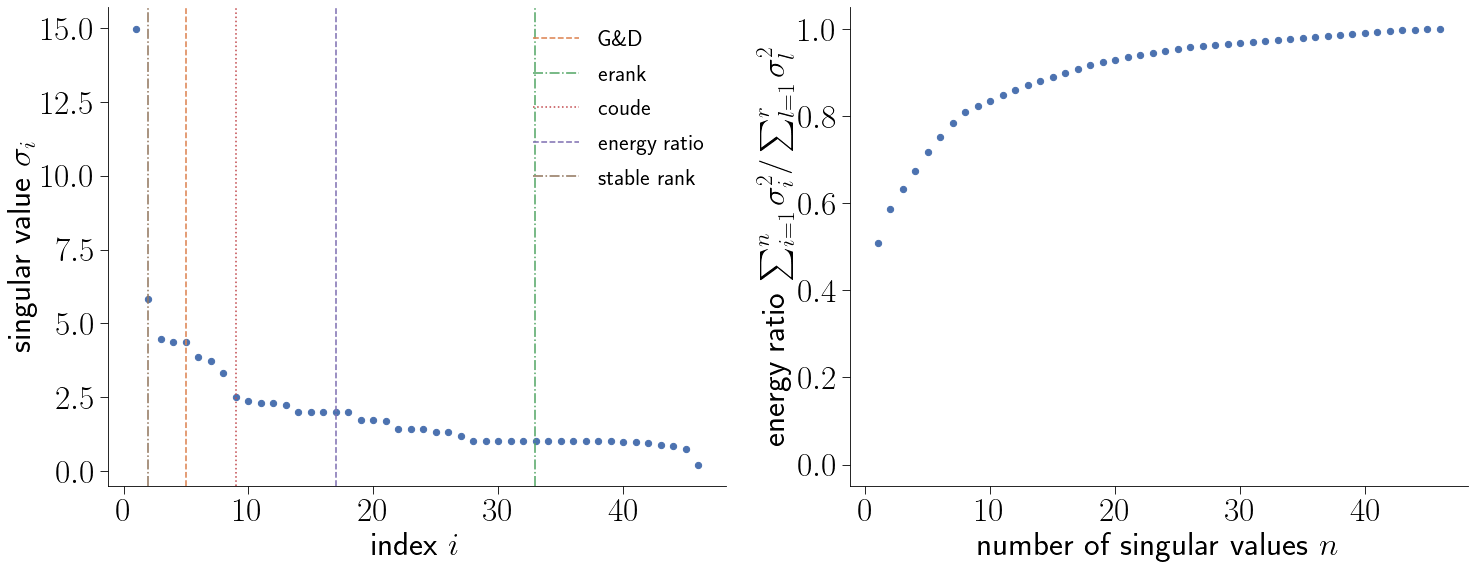 15.0
12.5
10.0
7.5
5.0
2.5
0.0
singular value σ_i
0 10 20 30 40
index i
G&D
erank
coude
energy ratio
stable rank
1.0
0.8
0.6
0.4
0.2
0.0
energy ratio ∑_{i=1}^{n} σ_i^2 / ∑_{l=1}^{r} σ_l^2
0 10 20 30 40
number of singular values n